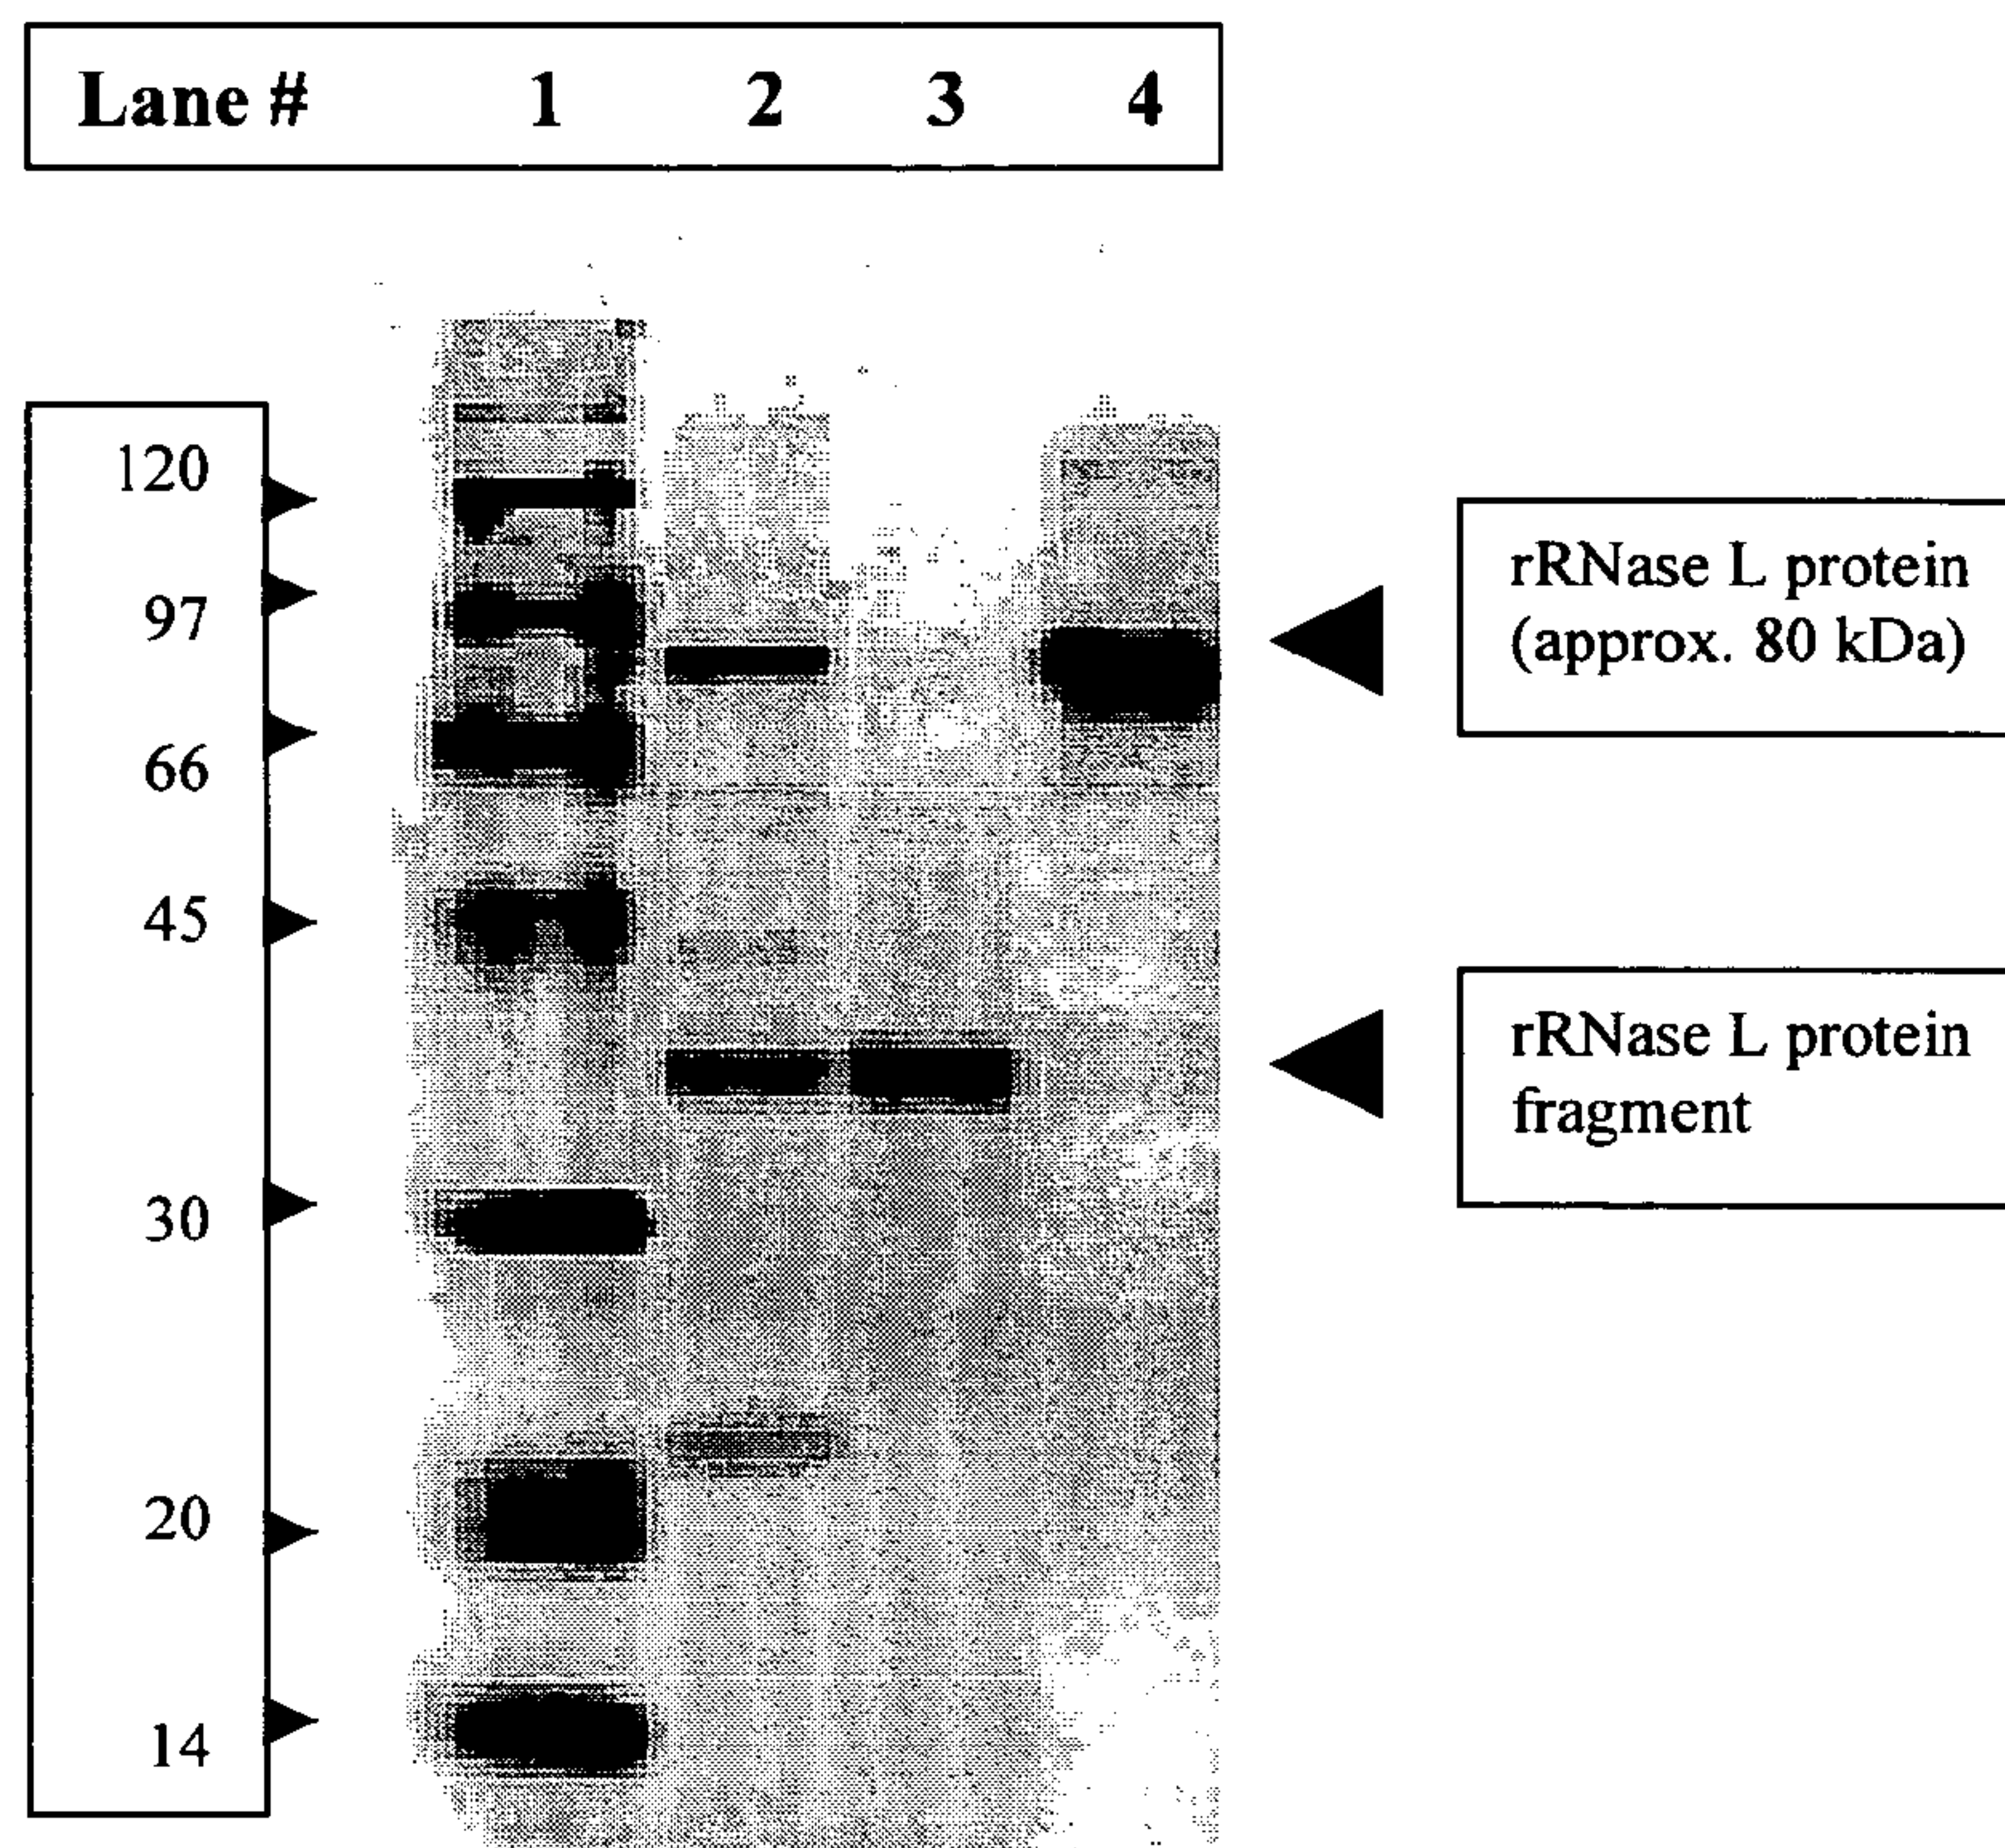 Lane # 1 2 3 4
120
97
66
45
30
20
14
rRNase L protein
(approx. 80 kDa)
rRNase L protein
fragment